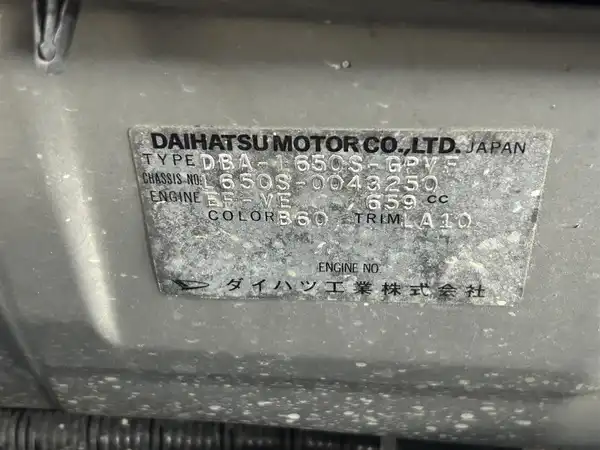 DAIHATSU MOTOR CO.,LTD. JAPAN
TYPE DBA-L650S-GPVF
CHASSIS NO. L650S-0043250
ENGINE EF-VE 659 CC
COLOR B60 TRIM LA10
ENGINE NO
ダイハツ工業株式会社